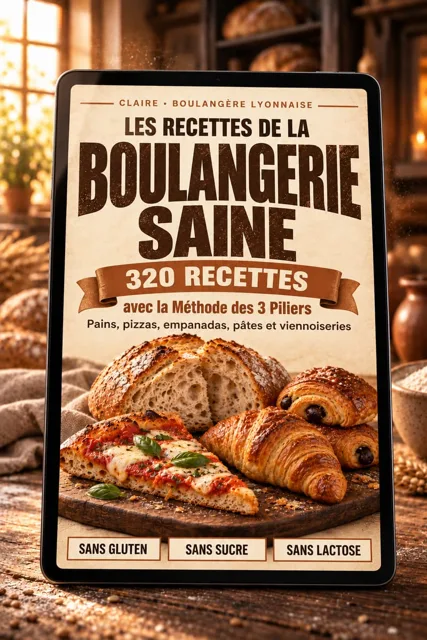 CLAIRE • BOULANGÈRE LYONNAISE
LES RECETTES DE LA
BOULANGERIE
SAINE
320 RECETTES
avec la Méthode des 3 Piliers
Pains, pizzas, empanadas, pâtes et viennoiseries
SANS GLUTEN
SANS SUCRE
SANS LACTOSE